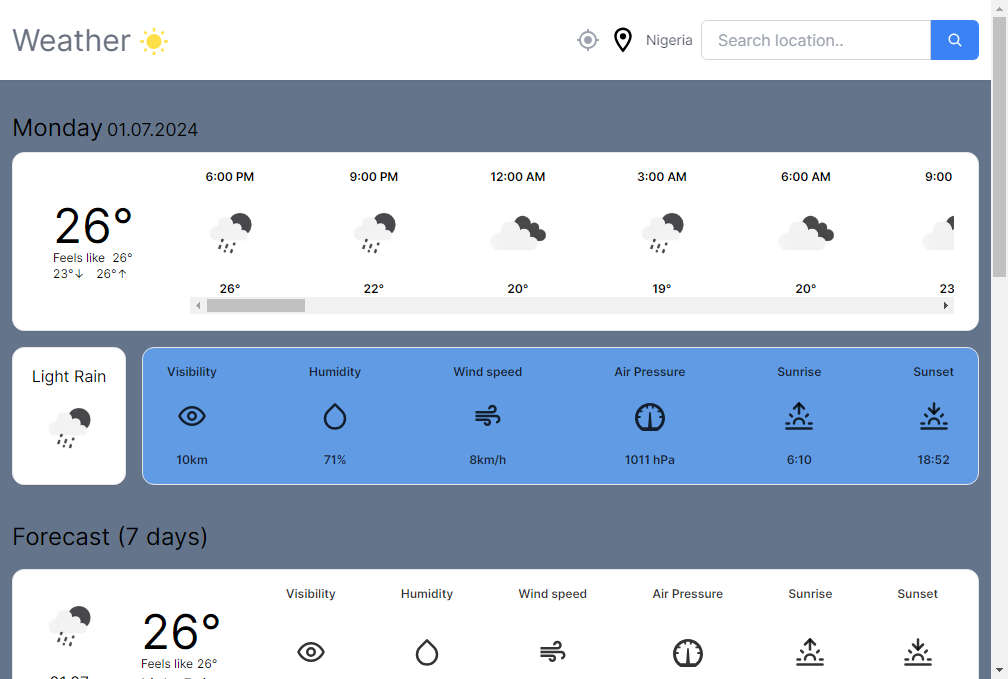 Weather
Nigeria
Search location..
Monday 01.07.2024
6:00 PM 9:00 PM 12:00 AM 3:00 AM 6:00 AM 9:00
26°
Feels like 26°
23°↓ 26°↑
26° 22° 20° 19° 20° 23
Light Rain
Visibility Humidity Wind speed Air Pressure Sunrise Sunset
10km 71% 8km/h 1011 hPa 6:10 18:52
Forecast (7 days)
Visibility Humidity Wind speed Air Pressure Sunrise Sunset
26°
Feels like 26°